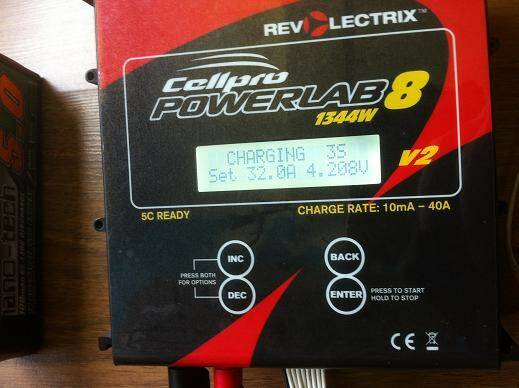 REVOLECTRIX™
Cellpro
POWERLAB 8
1344W
v2
CHARGING 3S
Set 32.0A 4.208V
5C READY
CHARGE RATE: 10mA – 40A
INC
BACK
PRESS BOTH
FOR OPTIONS
DEC
ENTER
PRESS TO START
HOLD TO STOP
CE
nano-tech
5.0